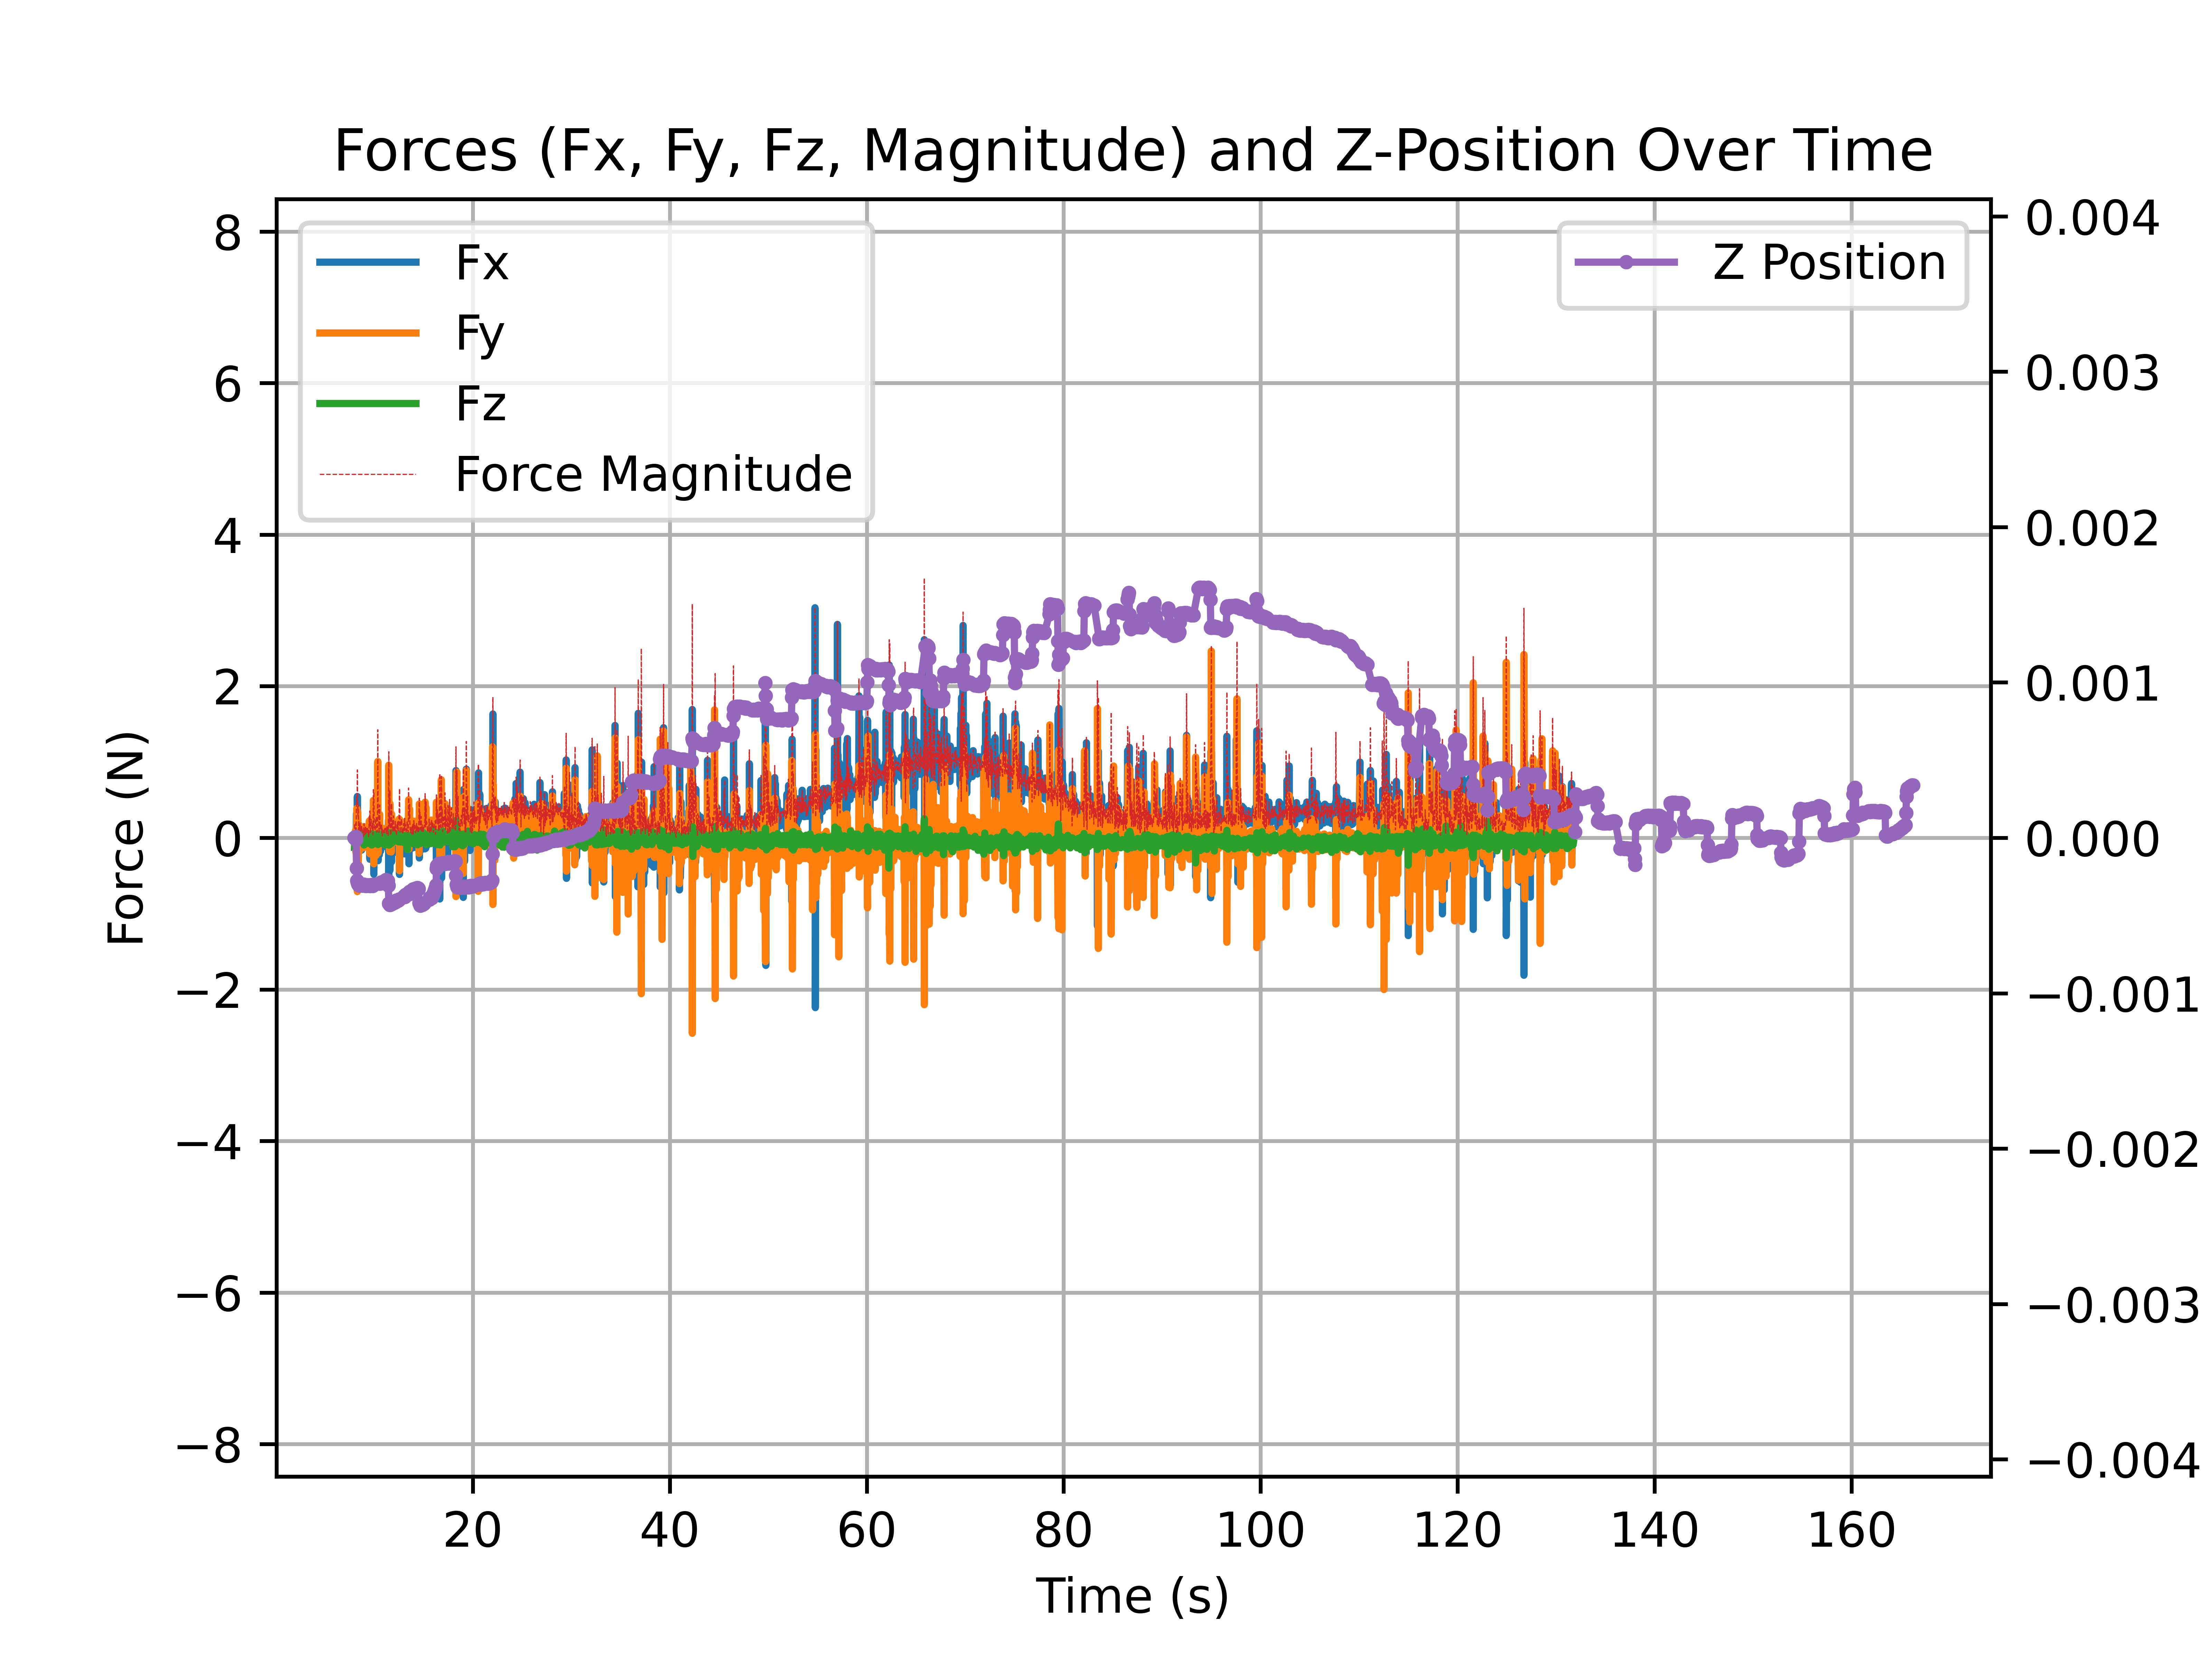 Forces (Fx, Fy, Fz, Magnitude) and Z-Position Over Time
Fx
Fy
Fz
Force Magnitude
Z Position
Force (N)
8
6
4
2
0
−2
−4
−6
−8
0.004
0.003
0.002
0.001
0.000
−0.001
−0.002
−0.003
−0.004
20 40 60 80 100 120 140 160
Time (s)